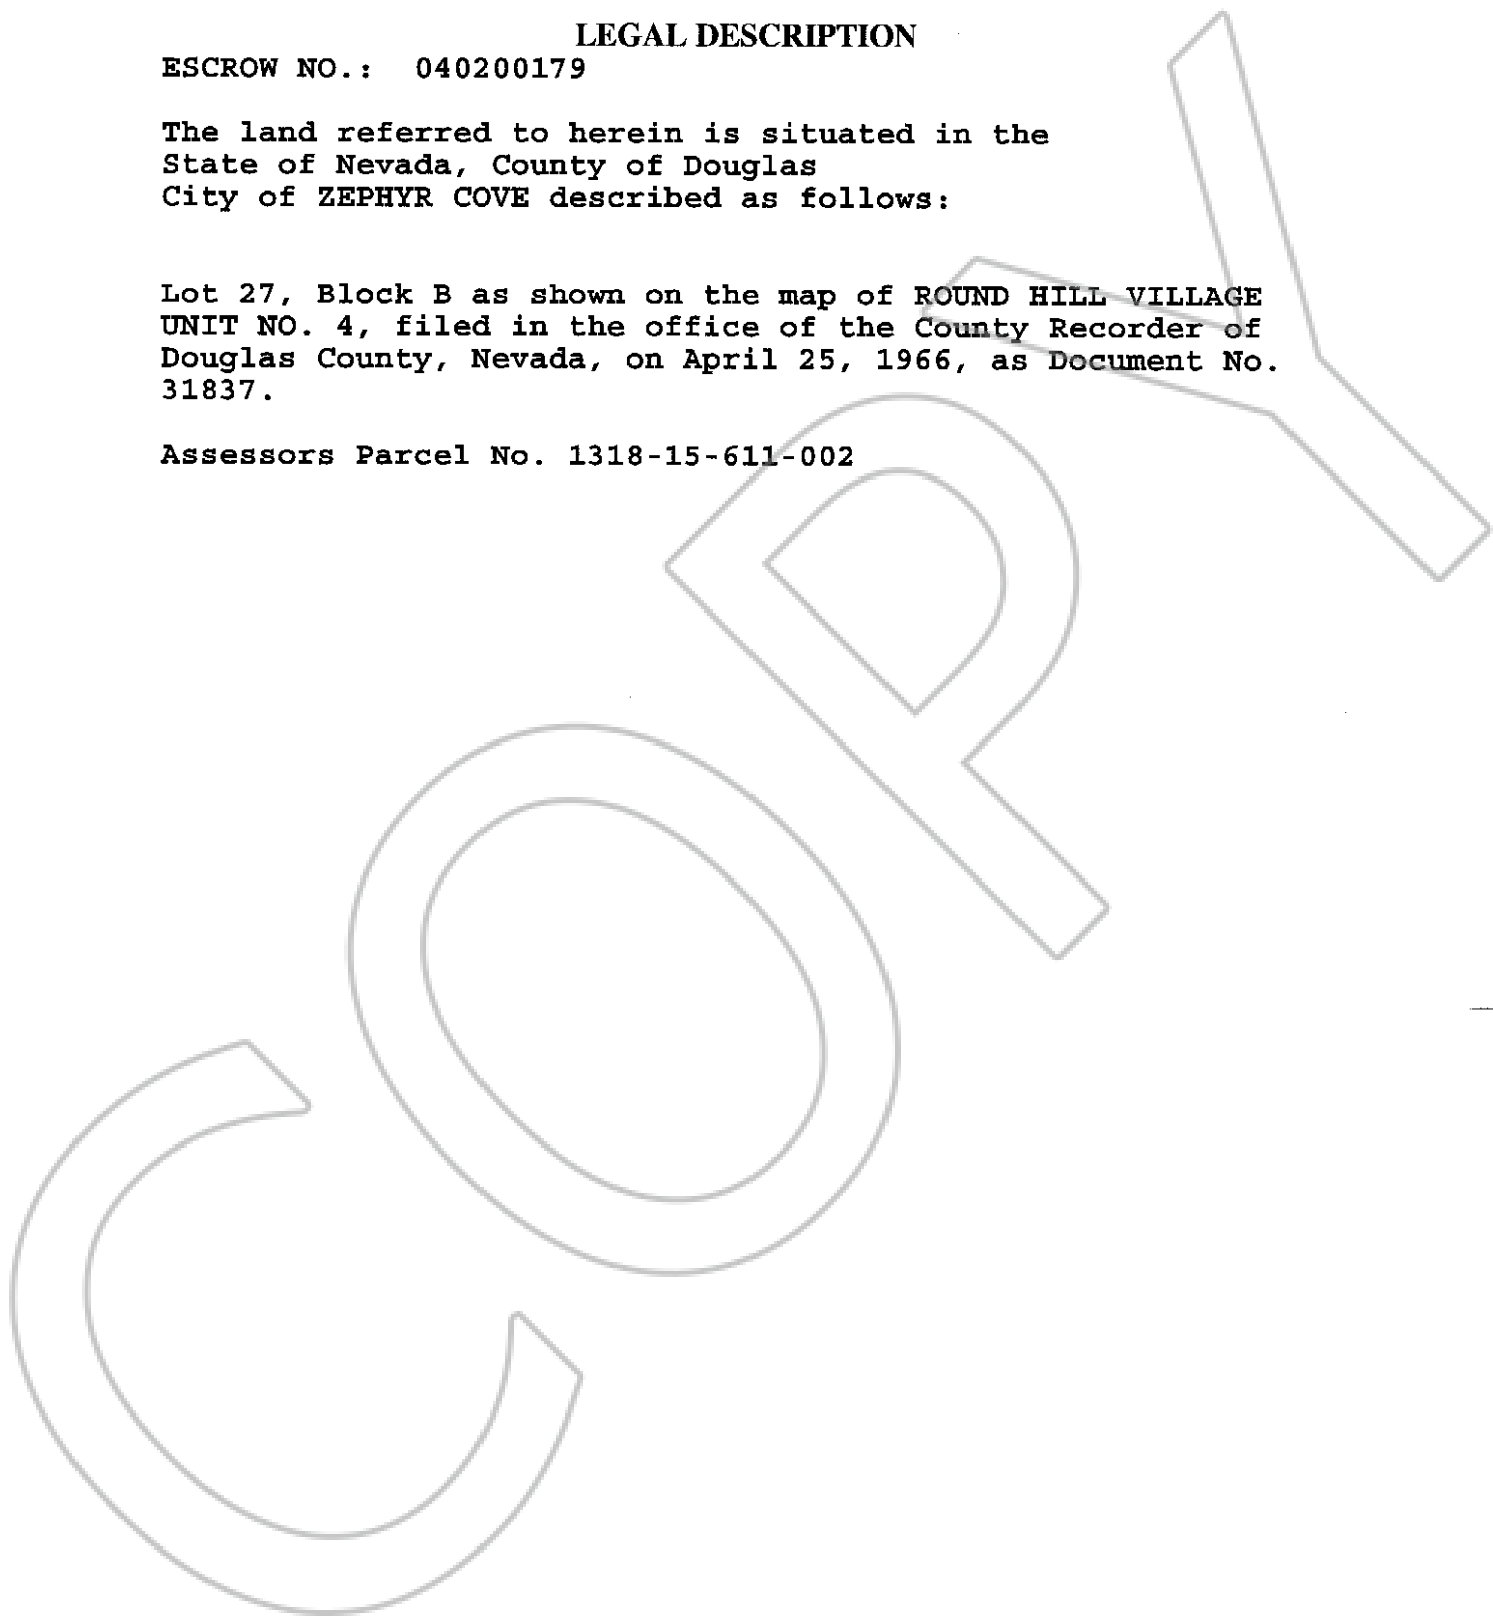 LEGAL DESCRIPTION
ESCROW NO.: 040200179
The land referred to herein is situated in the
State of Nevada, County of Douglas
City of ZEPHYR COVE described as follows:
Lot 27, Block B as shown on the map of ROUND HILL VILLAGE
UNIT NO. 4, filed in the office of the County Recorder of
Douglas County, Nevada, on April 25, 1966, as Document No.
31837.
Assessors Parcel No. 1318-15-611-002
COPY